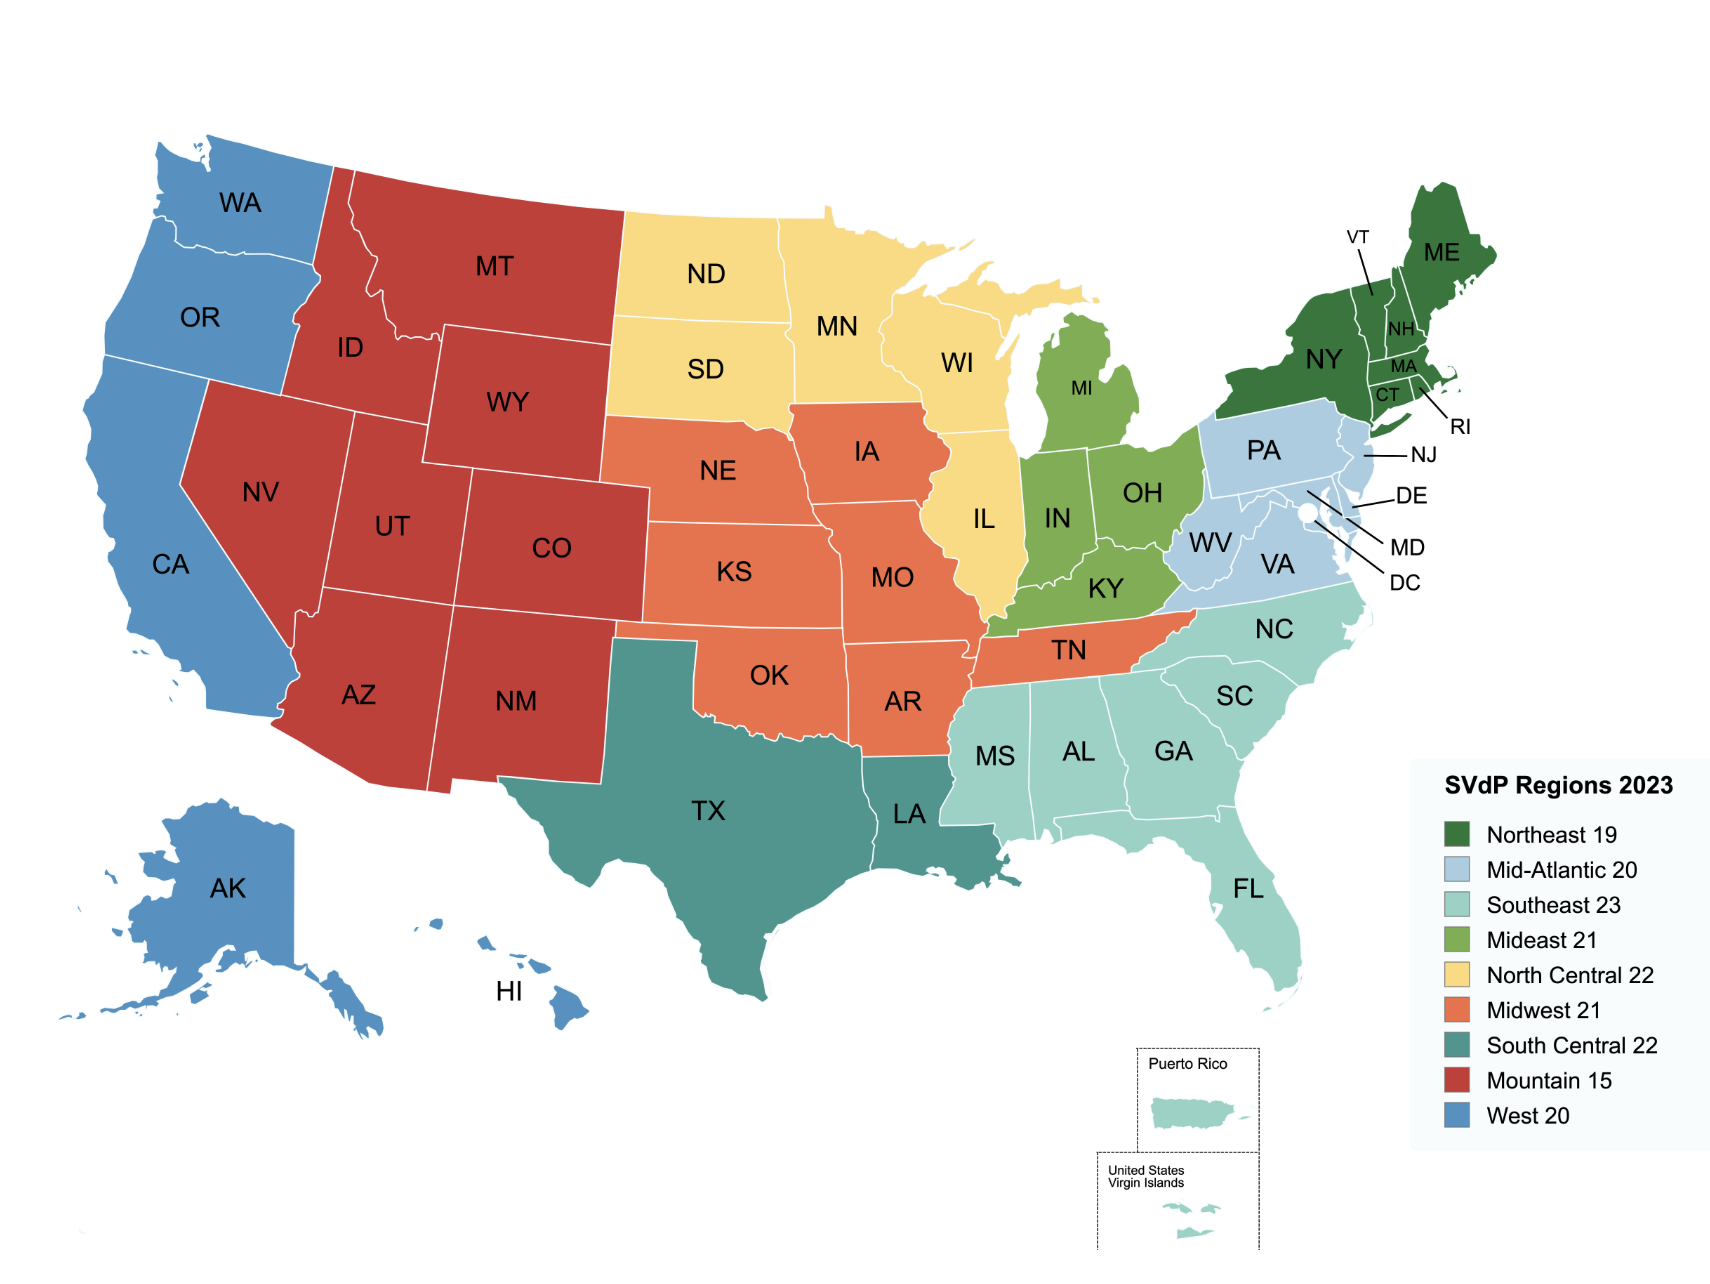 WA
OR
CA
ID
MT
WY
NV
UT
CO
AZ
NM
ND
SD
MN
WI
IL
NE
IA
KS
MO
OK
AR
TN
TX
LA
MI
IN
OH
KY
MS
AL
GA
FL
SC
NC
VA
WV
PA
NY
VT
NH
ME
MA
CT
RI
NJ
DE
MD
DC
AK
HI
Puerto Rico
United States
Virgin Islands
SVdP Regions 2023
Northeast 19
Mid-Atlantic 20
Southeast 23
Mideast 21
North Central 22
Midwest 21
South Central 22
Mountain 15
West 20